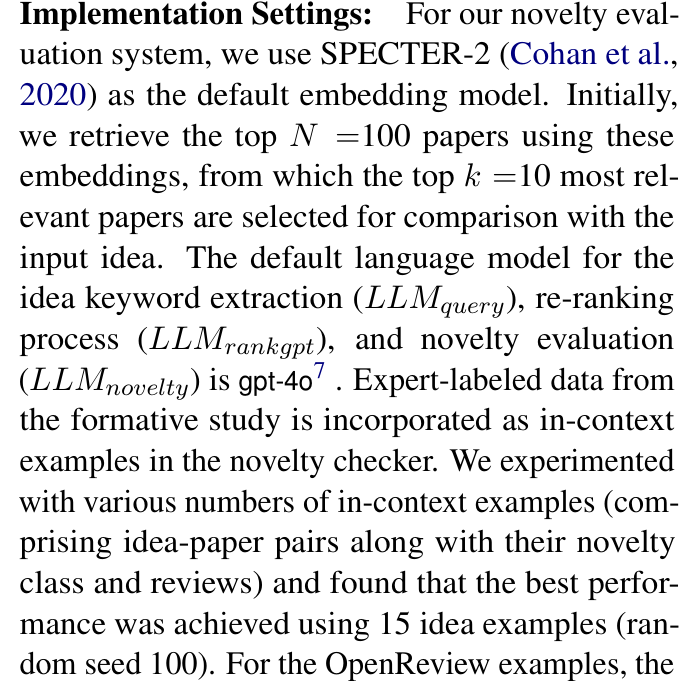 Implementation Settings: For our novelty eval-
uation system, we use SPECTER-2 (Cohan et al.,
2020) as the default embedding model. Initially,
we retrieve the top N =100 papers using these
embeddings, from which the top k =10 most rel-
evant papers are selected for comparison with the
input idea. The default language model for the
idea keyword extraction (LLM_query), re-ranking
process (LLM_rankgpt), and novelty evaluation
(LLM_novelty) is gpt-4o⁷ . Expert-labeled data from
the formative study is incorporated as in-context
examples in the novelty checker. We experimented
with various numbers of in-context examples (com-
prising idea-paper pairs along with their novelty
class and reviews) and found that the best perfor-
mance was achieved using 15 idea examples (ran-
dom seed 100). For the OpenReview examples, the